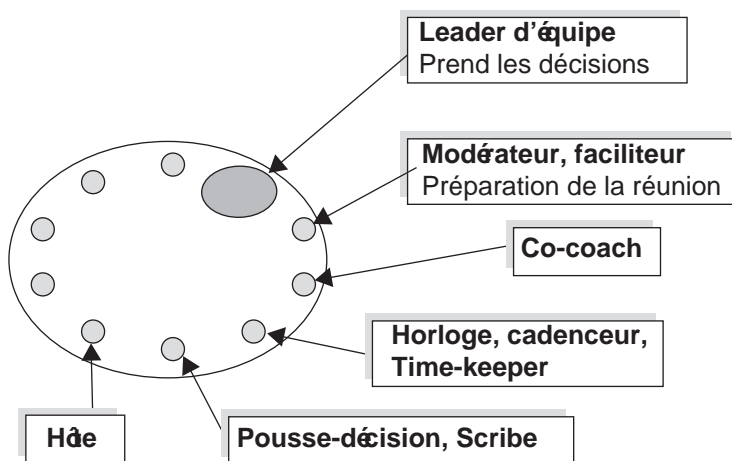 Leader d'équipe
Prend les décisions
Modérateur, faciliteur
Préparation de la réunion
Co-coach
Horloge, cadenceur,
Time-keeper
Hôte
Pousse-décision, Scribe